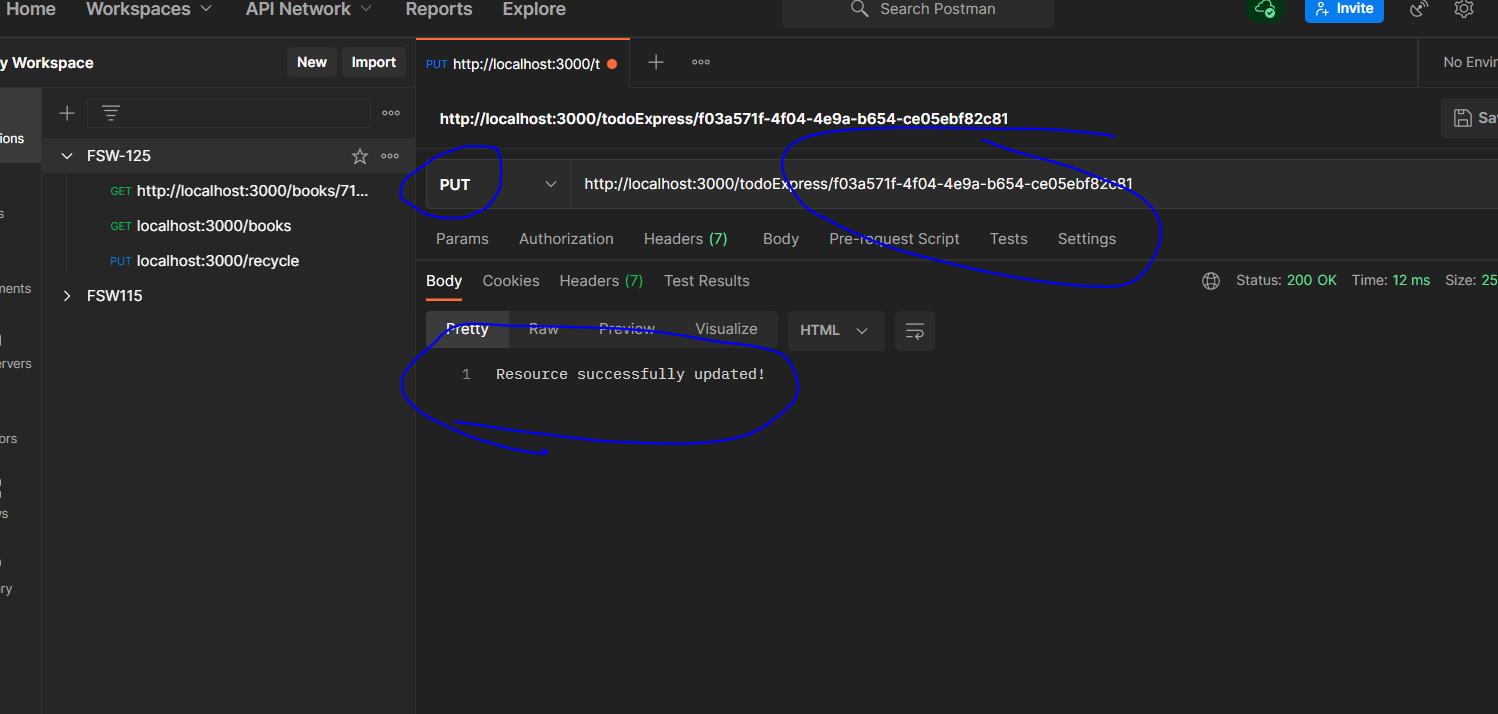 Home Workspaces API Network Reports Explore Search Postman Invite
y Workspace New Import PUT http://localhost:3000/t No Envir
http://localhost:3000/todoExpress/f03a571f-4f04-4e9a-b654-ce05ebf82c81 Sa
ions
FSW-125
PUT http://localhost:3000/todoExpress/f03a571f-4f04-4e9a-b654-ce05ebf82c81
GET http://localhost:3000/books/71...
s
GET localhost:3000/books
Params Authorization Headers (7) Body Pre-request Script Tests Settings
PUT localhost:3000/recycle
Body Cookies Headers (7) Test Results Status: 200 OK Time: 12 ms Size: 25
ments
FSW115
Pretty Raw Preview Visualize HTML
ervers
1 Resource successfully updated!
ors
vs
ry